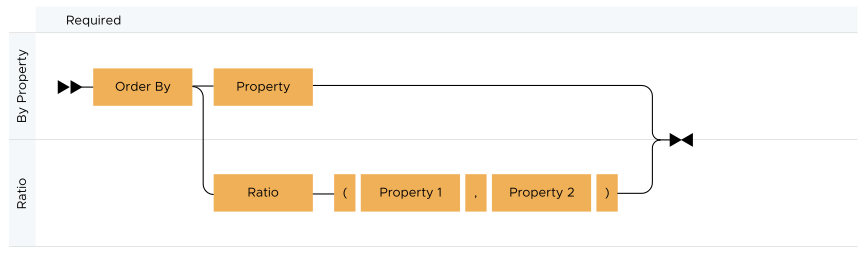 Required
By Property
Order By
Property
Ratio
Ratio
(
Property 1
,
Property 2
)